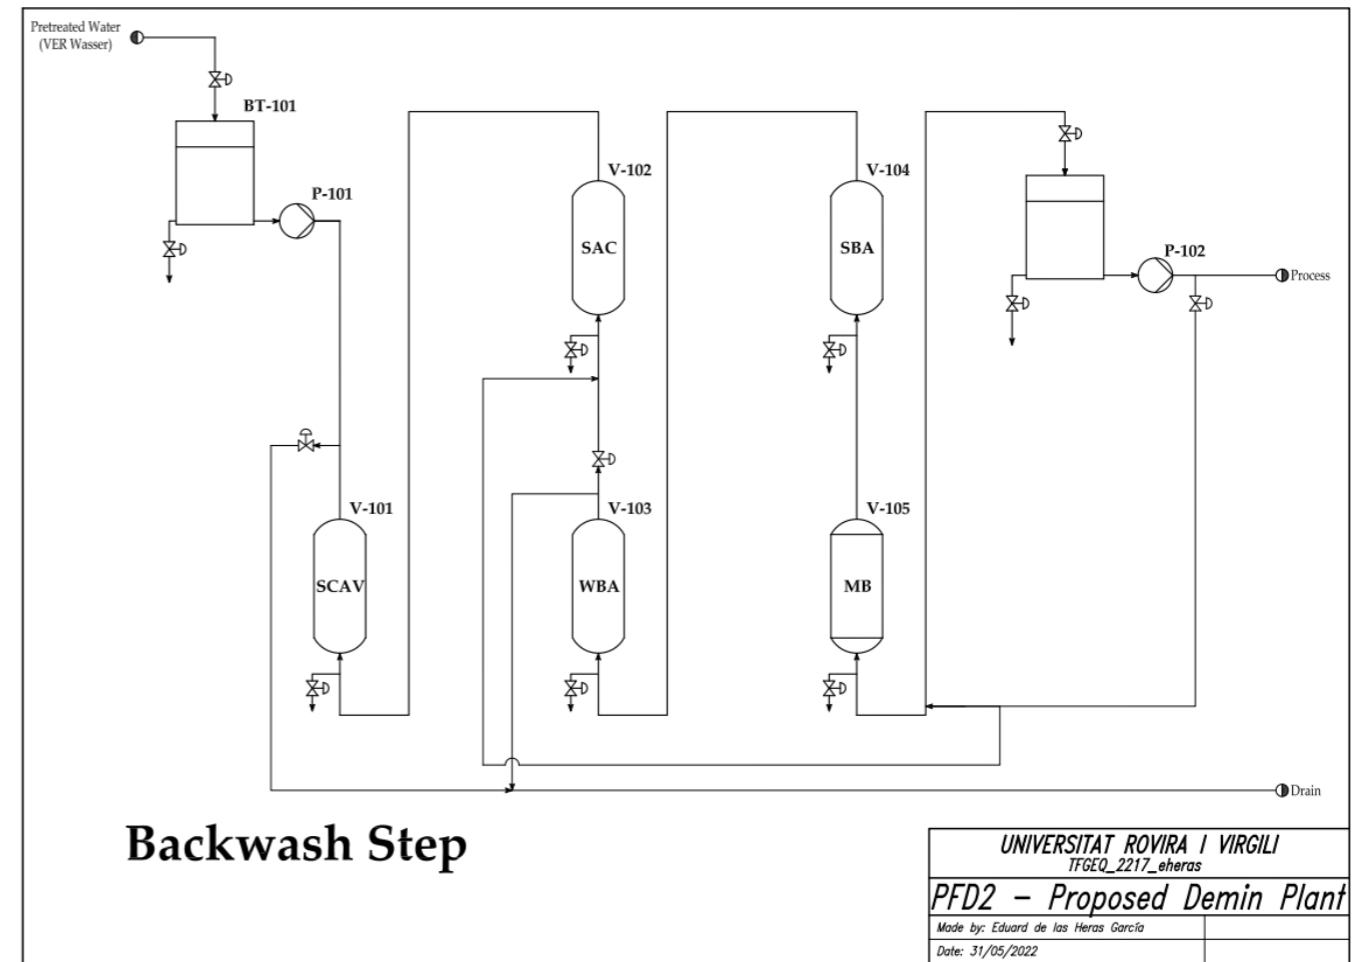 Pretreated Water
(VER Wasser)
BT-101
P-101
V-102
V-104
SAC
SBA
P-102
Process
V-101
V-103
V-105
SCAV
WBA
MB
Drain
Backwash Step
UNIVERSITAT ROVIRA I VIRGILI
TFGEQ_2217_eheras
PFD2 - Proposed Demin Plant
Made by: Eduard de las Heras García
Date: 31/05/2022